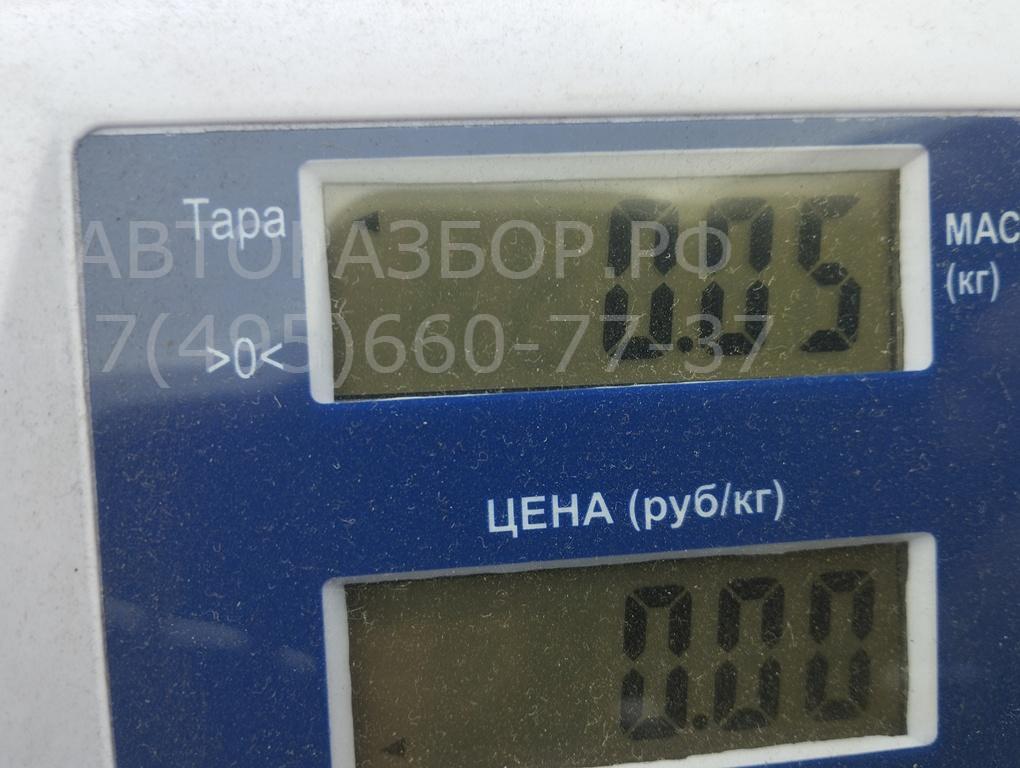 Тара
0.05
МАС
(кг)
АВТОРАЗБОР.РФ
7(495)660-77-37
>0<
ЦЕНА (руб/кг)
0.00